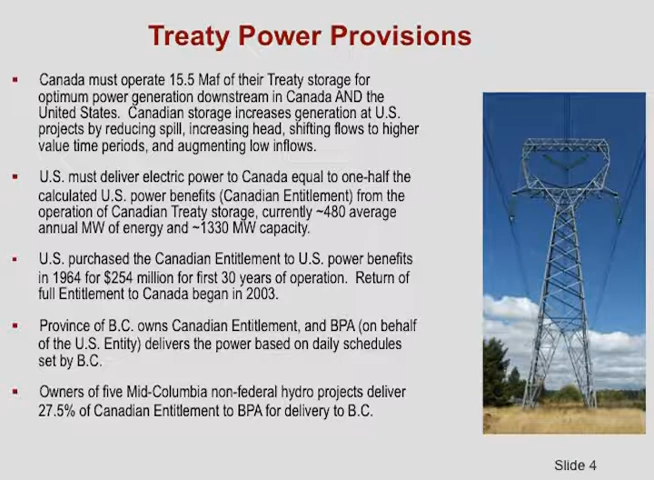 Treaty Power Provisions
▪ Canada must operate 15.5 Maf of their Treaty storage for
optimum power generation downstream in Canada AND the
United States. Canadian storage increases generation at U.S.
projects by reducing spill, increasing head, shifting flows to higher
value time periods, and augmenting low inflows.
▪ U.S. must deliver electric power to Canada equal to one-half the
calculated U.S. power benefits (Canadian Entitlement) from the
operation of Canadian Treaty storage, currently ~480 average
annual MW of energy and ~1330 MW capacity.
▪ U.S. purchased the Canadian Entitlement to U.S. power benefits
in 1964 for $254 million for first 30 years of operation. Return of
full Entitlement to Canada began in 2003.
▪ Province of B.C. owns Canadian Entitlement, and BPA (on behalf
of the U.S. Entity) delivers the power based on daily schedules
set by B.C.
▪ Owners of five Mid-Columbia non-federal hydro projects deliver
27.5% of Canadian Entitlement to BPA for delivery to B.C.
Slide 4